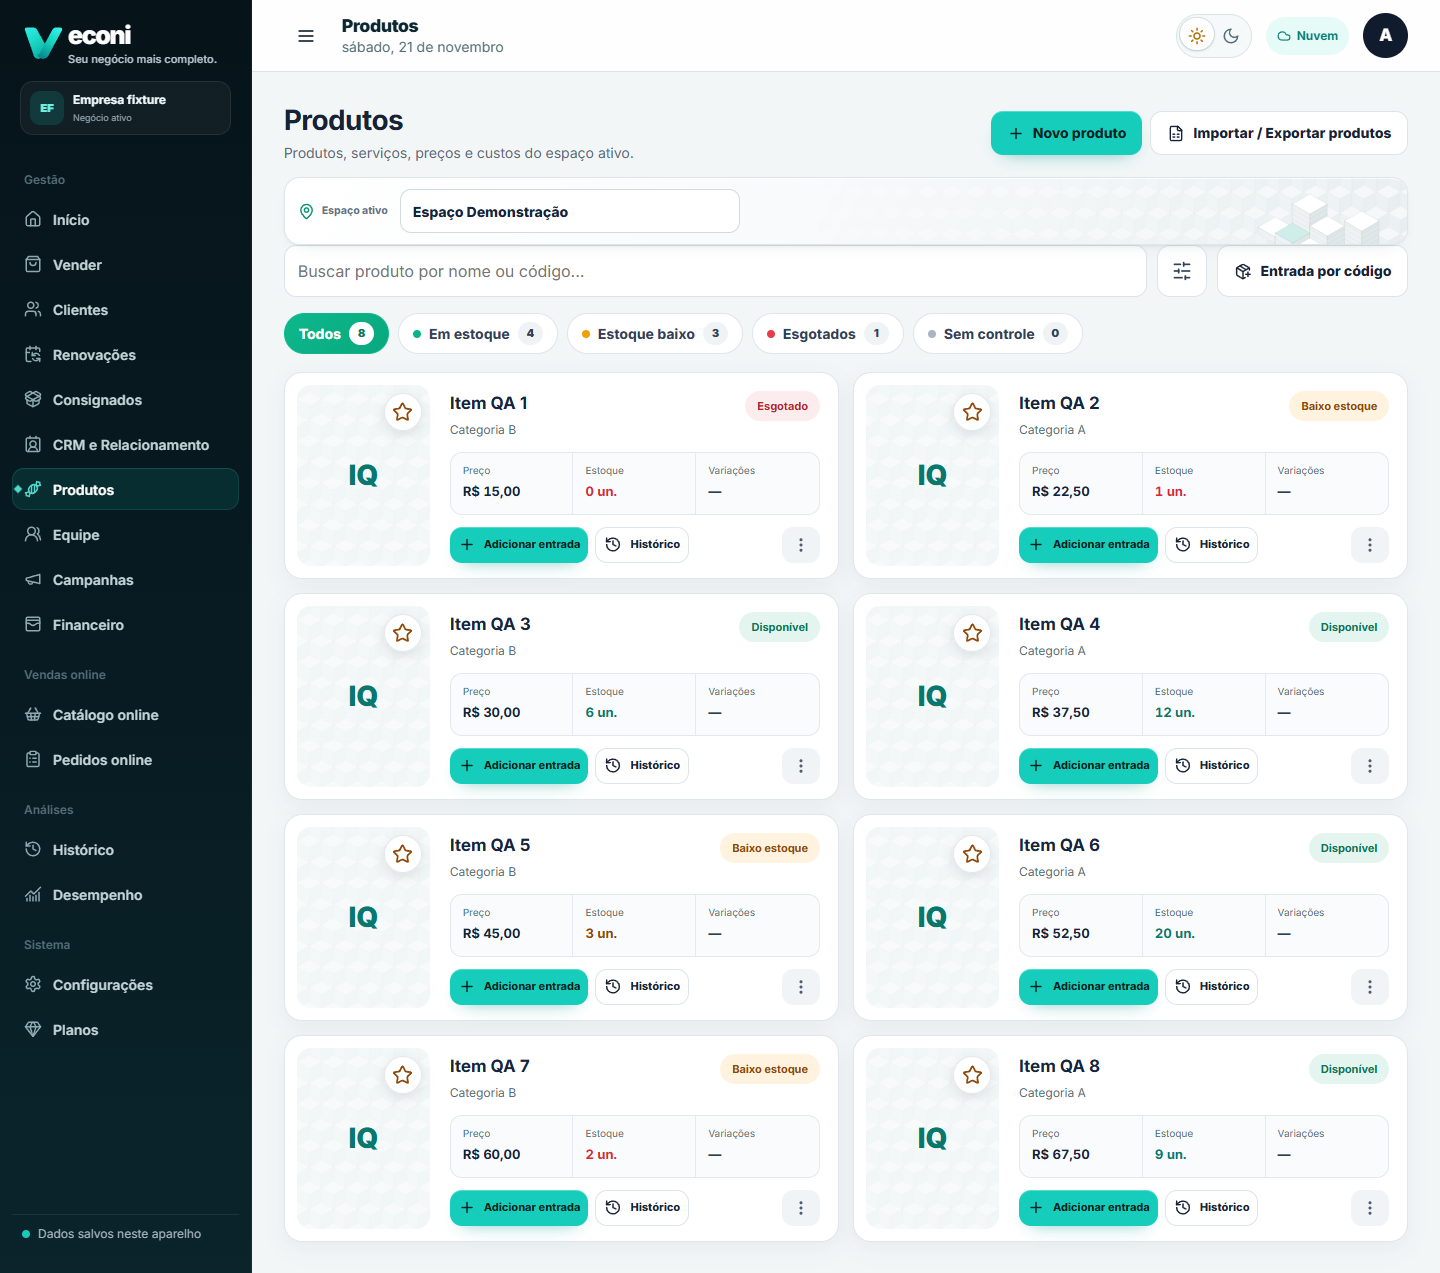 Veconi
Seu negócio mais completo.
EF
Empresa fixture
Negócio ativo
Gestão
Início
Vender
Clientes
Renovações
Consignados
CRM e Relacionamento
Produtos
Equipe
Campanhas
Financeiro
Vendas online
Catálogo online
Pedidos online
Análises
Histórico
Desempenho
Sistema
Configurações
Planos
Dados salvos neste aparelho
Produtos
sábado, 21 de novembro
Nuvem
A
Produtos
Produtos, serviços, preços e custos do espaço ativo.
Novo produto
Importar / Exportar produtos
Espaço ativo
Espaço Demonstração
Buscar produto por nome ou código...
Entrada por código
Todos 8
Em estoque 4
Estoque baixo 3
Esgotados 1
Sem controle 0
IQ
Item QA 1
Esgotado
Categoria B
Preço Estoque Variações
R$ 15,00 0 un. —
Adicionar entrada Histórico
IQ
Item QA 2
Baixo estoque
Categoria A
Preço Estoque Variações
R$ 22,50 1 un. —
Adicionar entrada Histórico
IQ
Item QA 3
Disponível
Categoria B
Preço Estoque Variações
R$ 30,00 6 un. —
Adicionar entrada Histórico
IQ
Item QA 4
Disponível
Categoria A
Preço Estoque Variações
R$ 37,50 12 un. —
Adicionar entrada Histórico
IQ
Item QA 5
Baixo estoque
Categoria B
Preço Estoque Variações
R$ 45,00 3 un. —
Adicionar entrada Histórico
IQ
Item QA 6
Disponível
Categoria A
Preço Estoque Variações
R$ 52,50 20 un. —
Adicionar entrada Histórico
IQ
Item QA 7
Baixo estoque
Categoria B
Preço Estoque Variações
R$ 60,00 2 un. —
Adicionar entrada Histórico
IQ
Item QA 8
Disponível
Categoria A
Preço Estoque Variações
R$ 67,50 9 un. —
Adicionar entrada Histórico